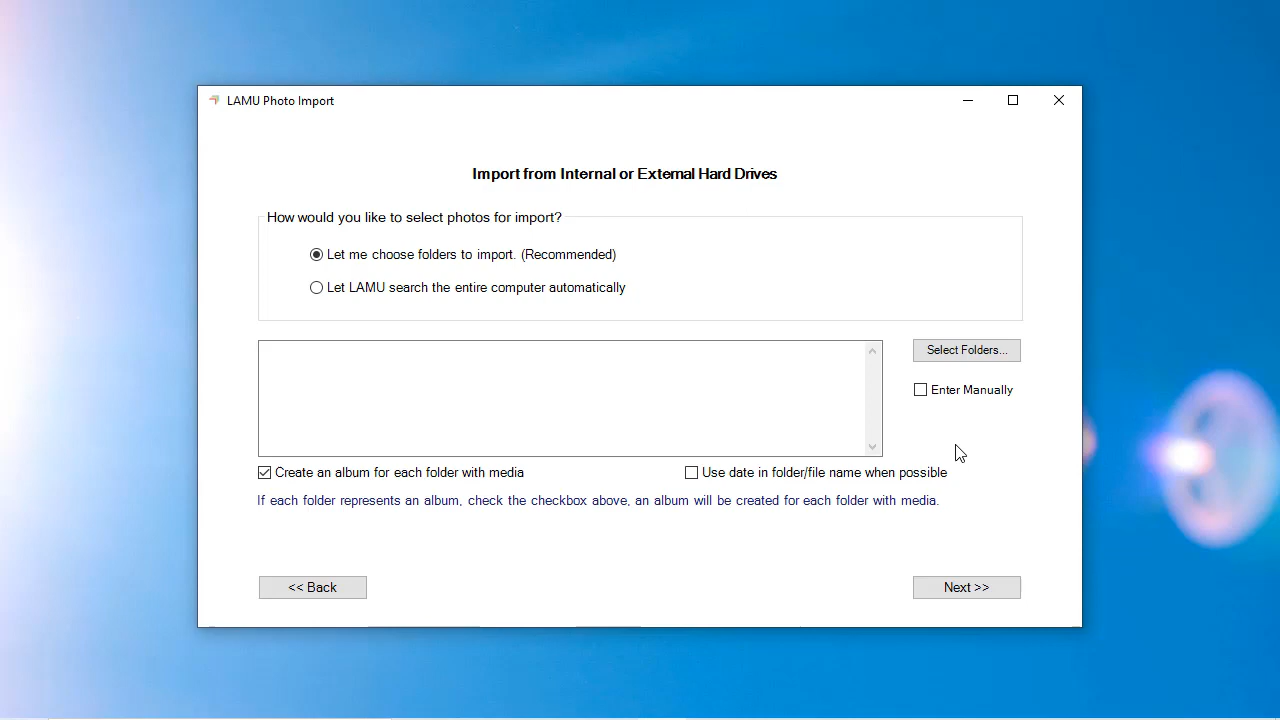 LAMU Photo Import
Import from Internal or External Hard Drives
How would you like to select photos for import?
Let me choose folders to import. (Recommended)
Let LAMU search the entire computer automatically
Select Folders...
Enter Manually
Create an album for each folder with media
Use date in folder/file name when possible
If each folder represents an album, check the checkbox above, an album will be created for each folder with media.
<< Back
Next >>